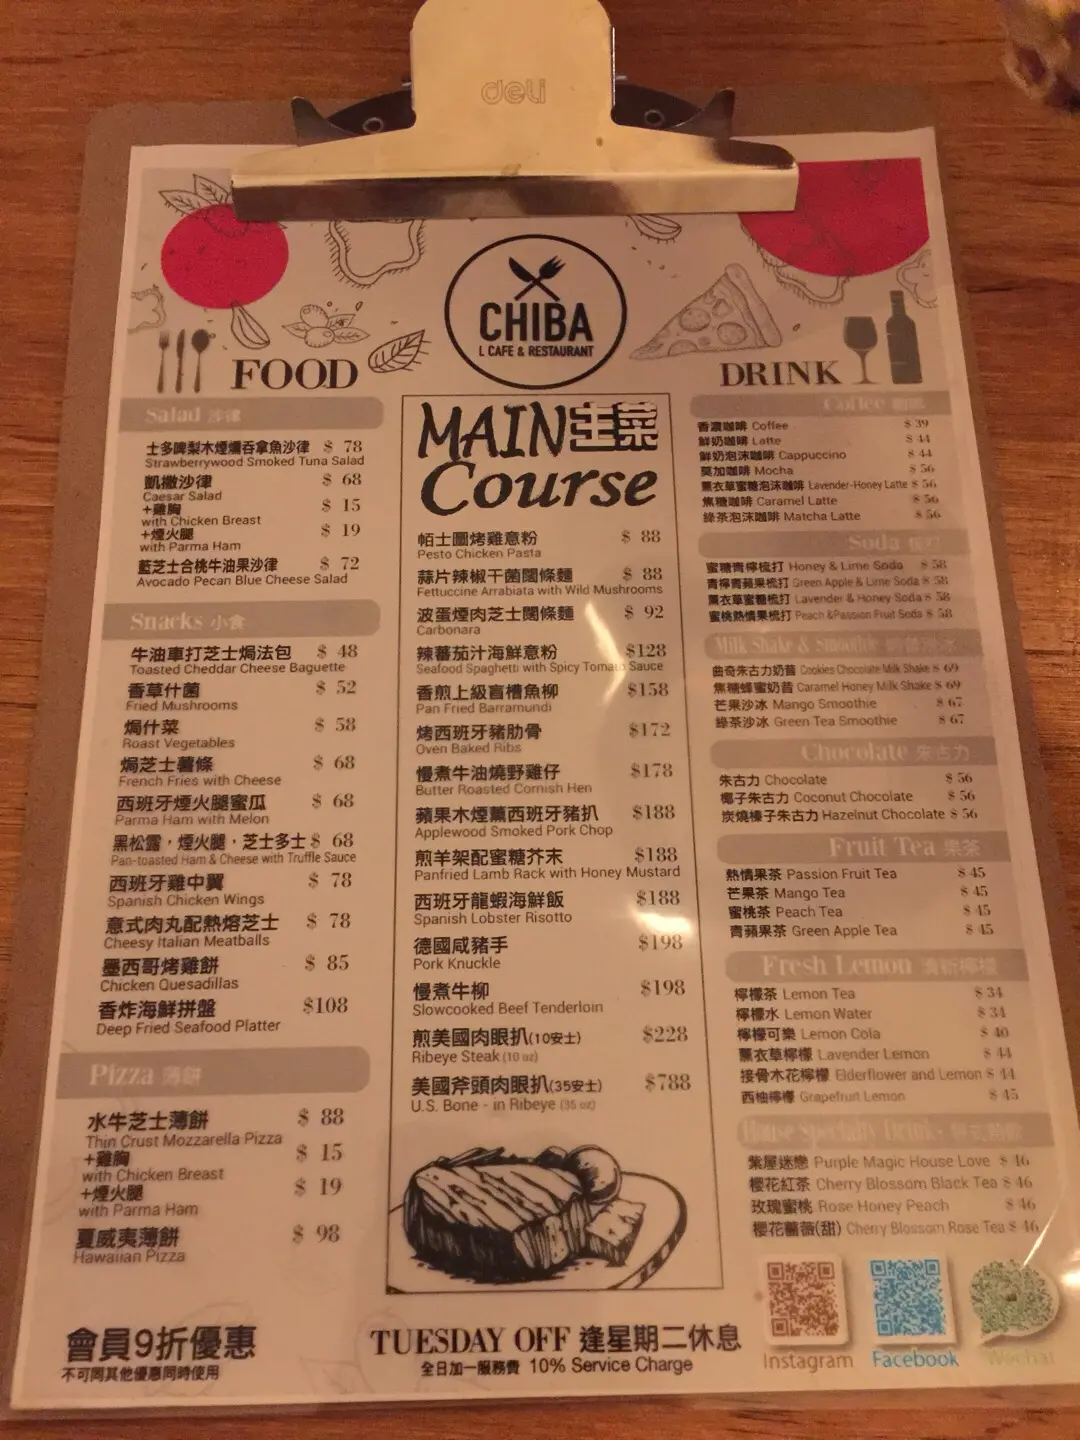 deli
CHIBA
L CAFE & RESTAURANT
FOOD
Salad 沙律
士多啤梨木煙燻吞拿魚沙律 $ 78
Strawberrywood Smoked Tuna Salad
凱撒沙律 $ 68
Caesar Salad
+雞胸 $ 15
with Chicken Breast
+煙火腿 $ 19
with Parma Ham
藍芝士合桃牛油果沙律 $ 72
Avocado Pecan Blue Cheese Salad
Snacks 小食
牛油車打芝士焗法包 $ 48
Toasted Cheddar Cheese Baguette
香草什菌 $ 52
Fried Mushrooms
焗什菜 $ 58
Roast Vegetables
焗芝士薯條 $ 68
French Fries with Cheese
西班牙煙火腿蜜瓜 $ 68
Parma Ham with Melon
黑松露，煙火腿，芝士多士 $ 68
Pan-toasted Ham & Cheese with Truffle Sauce
西班牙雞中翼 $ 78
Spanish Chicken Wings
意式肉丸配熱熔芝士 $ 78
Cheesy Italian Meatballs
墨西哥烤雞餅 $ 85
Chicken Quesadillas
香炸海鮮拼盤 $108
Deep Fried Seafood Platter
Pizza 薄餅
水牛芝士薄餅 $ 88
Thin Crust Mozzarella Pizza
+雞胸 $ 15
with Chicken Breast
+煙火腿 $ 19
with Parma Ham
夏威夷薄餅 $ 98
Hawaiian Pizza
MAIN主菜
Course
帕士圖烤雞意粉 $ 88
Pesto Chicken Pasta
蒜片辣椒干菌闊條麵 $ 88
Fettuccine Arrabiata with Wild Mushrooms
波蛋煙肉芝士闊條麵 $ 92
Carbonara
辣蕃茄汁海鮮意粉 $128
Seafood Spaghetti with Spicy Tomato Sauce
香煎上級盲槽魚柳 $158
Pan Fried Barramundi
烤西班牙豬肋骨 $172
Oven Baked Ribs
慢煮牛油燒野雞仔 $178
Butter Roasted Cornish Hen
蘋果木煙薰西班牙豬扒 $188
Applewood Smoked Pork Chop
煎羊架配蜜糖芥末 $188
Panfried Lamb Rack with Honey Mustard
西班牙龍蝦海鮮飯 $188
Spanish Lobster Risotto
德國咸豬手 $198
Pork Knuckle
慢煮牛柳 $198
Slowcooked Beef Tenderloin
煎美國肉眼扒(10安士) $228
Ribeye Steak (10 oz)
美國斧頭肉眼扒(35安士) $788
U.S. Bone - in Ribeye (35 oz)
DRINK
Coffee 咖啡
香濃咖啡 Coffee $ 39
鮮奶咖啡 Latte $ 44
鮮奶泡沫咖啡 Cappuccino $ 44
莫加咖啡 Mocha $ 56
薰衣草蜜糖泡沫咖啡 Lavender-Honey Latte $ 56
焦糖咖啡 Caramel Latte $ 56
綠茶泡沫咖啡 Matcha Latte $ 56
Soda 梳打
蜜糖青檸梳打 Honey & Lime Soda $ 58
青檸青蘋果梳打 Green Apple & Lime Soda $ 58
薰衣草蜜糖梳打 Lavender & Honey Soda $ 58
蜜桃熱情果梳打 Peach &Passion Fruit Soda $ 58
Milk Shake & Smoothie
曲奇朱古力奶昔 Cookies Chocolate Milk Shake $ 69
焦糖蜂蜜奶昔 Caramel Honey Milk Shake $ 69
芒果沙冰 Mango Smoothie $ 67
綠茶沙冰 Green Tea Smoothie $ 67
Chocolate 朱古力
朱古力 Chocolate $ 56
椰子朱古力 Coconut Chocolate $ 56
炭燒榛子朱古力 Hazelnut Chocolate $ 56
Fruit Tea 果茶
熱情果茶 Passion Fruit Tea $ 45
芒果茶 Mango Tea $ 45
蜜桃茶 Peach Tea $ 45
青蘋果茶 Green Apple Tea $ 45
Fresh Lemon 清新檸檬
檸檬茶 Lemon Tea $ 34
檸檬水 Lemon Water $ 34
檸檬可樂 Lemon Cola $ 40
薰衣草檸檬 Lavender Lemon $ 44
接骨木花檸檬 Elderflower and Lemon $ 44
西柚檸檬 Grapefruit Lemon $ 45
House Specialty Drink
紫屋迷戀 Purple Magic House Love $ 46
櫻花紅茶 Cherry Blossom Black Tea $ 46
玫瑰蜜桃 Rose Honey Peach $ 46
櫻花薔薇(甜) Cherry Blossom Rose Tea $ 46
會員9折優惠
不可同其他優惠同時使用
TUESDAY OFF 逢星期二休息
全日加一服務費 10% Service Charge
Instagram
Facebook
Wechat